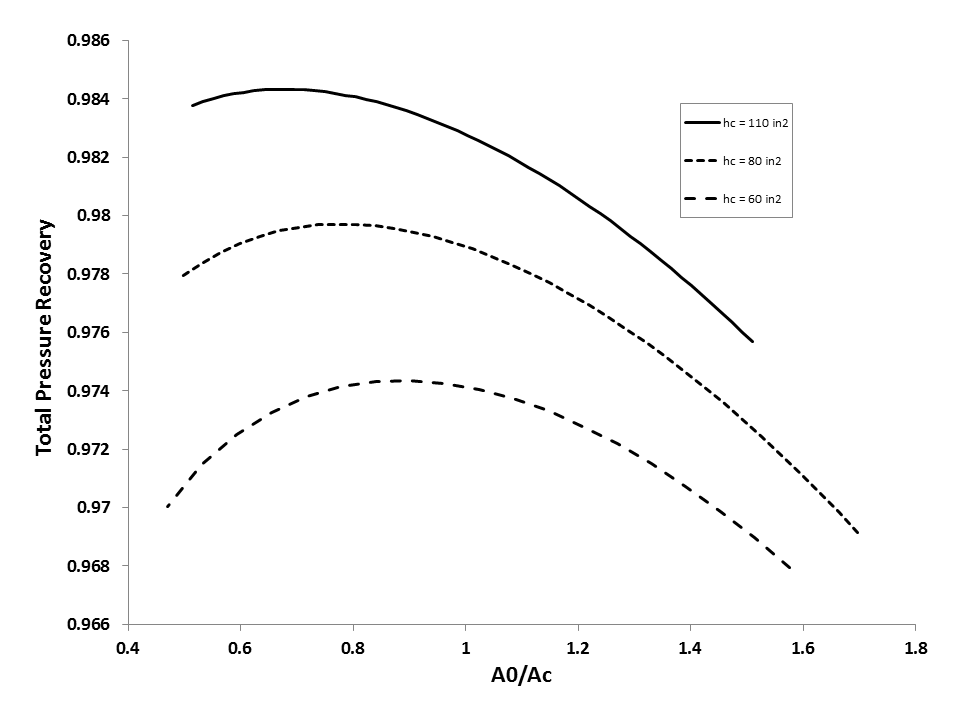 0.986
0.984
0.982
0.98
0.978
0.976
0.974
0.972
0.97
0.968
0.966
Total Pressure Recovery
hc = 110 in2
hc = 80 in2
hc = 60 in2
0.4 0.6 0.8 1 1.2 1.4 1.6 1.8
A0/Ac